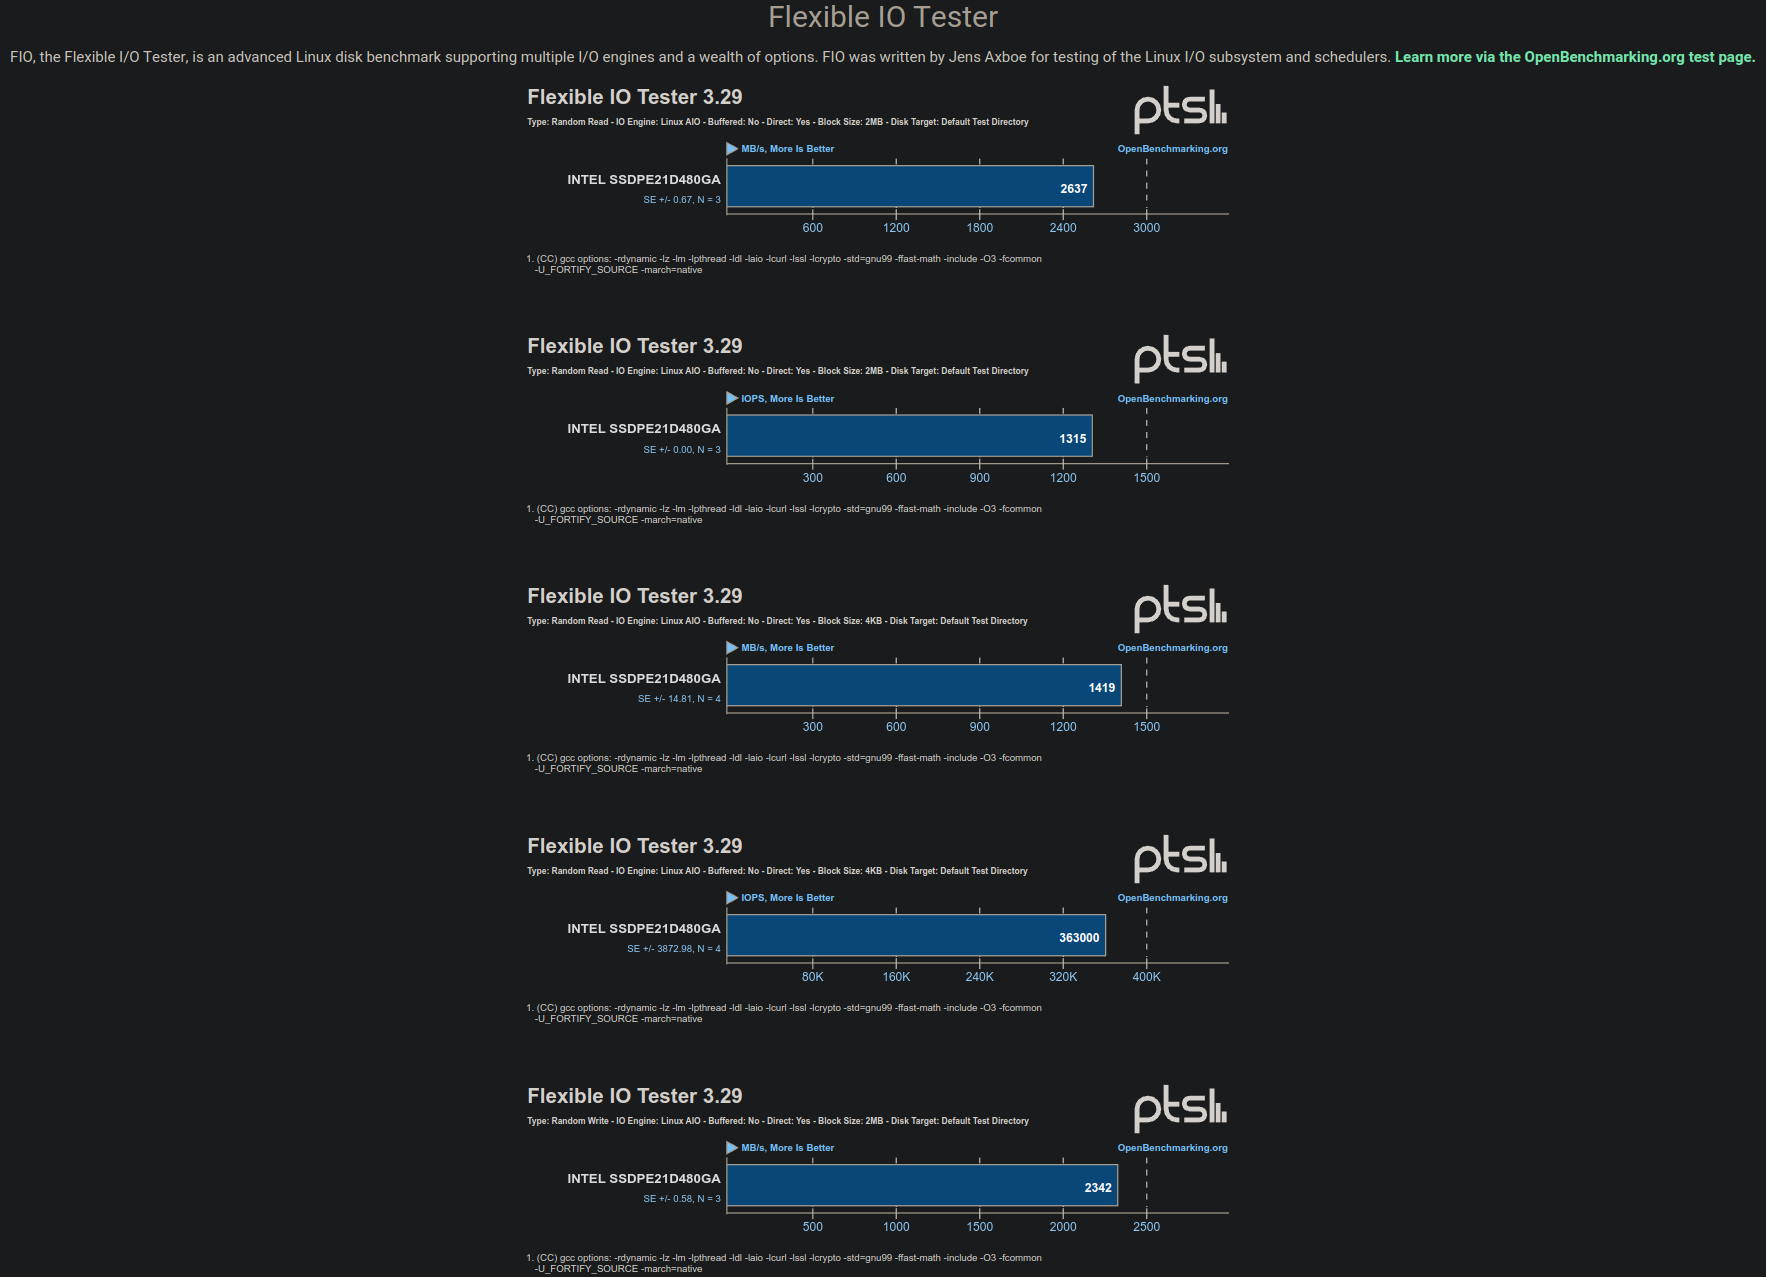 Flexible IO Tester
FIO, the Flexible I/O Tester, is an advanced Linux disk benchmark supporting multiple I/O engines and a wealth of options. FIO was written by Jens Axboe for testing of the Linux I/O subsystem and schedulers. Learn more via the OpenBenchmarking.org test page.
Flexible IO Tester 3.29
ptsl
Type: Random Read - IO Engine: Linux AIO - Buffered: No - Direct: Yes - Block Size: 2MB - Disk Target: Default Test Directory
MB/s, More Is Better
OpenBenchmarking.org
INTEL SSDPE21D480GA
2637
SE +/- 0.67, N = 3
600 1200 1800 2400 3000
1. (CC) gcc options: -rdynamic -lz -lm -lpthread -ldl -laio -lcurl -lssl -lcrypto -std=gnu99 -ffast-math -include -O3 -fcommon
-U_FORTIFY_SOURCE -march=native
Flexible IO Tester 3.29
ptsl
Type: Random Read - IO Engine: Linux AIO - Buffered: No - Direct: Yes - Block Size: 2MB - Disk Target: Default Test Directory
IOPS, More Is Better
OpenBenchmarking.org
INTEL SSDPE21D480GA
1315
SE +/- 0.00, N = 3
300 600 900 1200 1500
1. (CC) gcc options: -rdynamic -lz -lm -lpthread -ldl -laio -lcurl -lssl -lcrypto -std=gnu99 -ffast-math -include -O3 -fcommon
-U_FORTIFY_SOURCE -march=native
Flexible IO Tester 3.29
ptsl
Type: Random Read - IO Engine: Linux AIO - Buffered: No - Direct: Yes - Block Size: 4KB - Disk Target: Default Test Directory
MB/s, More Is Better
OpenBenchmarking.org
INTEL SSDPE21D480GA
1419
SE +/- 14.81, N = 4
300 600 900 1200 1500
1. (CC) gcc options: -rdynamic -lz -lm -lpthread -ldl -laio -lcurl -lssl -lcrypto -std=gnu99 -ffast-math -include -O3 -fcommon
-U_FORTIFY_SOURCE -march=native
Flexible IO Tester 3.29
ptsl
Type: Random Read - IO Engine: Linux AIO - Buffered: No - Direct: Yes - Block Size: 4KB - Disk Target: Default Test Directory
IOPS, More Is Better
OpenBenchmarking.org
INTEL SSDPE21D480GA
363000
SE +/- 3872.98, N = 4
80K 160K 240K 320K 400K
1. (CC) gcc options: -rdynamic -lz -lm -lpthread -ldl -laio -lcurl -lssl -lcrypto -std=gnu99 -ffast-math -include -O3 -fcommon
-U_FORTIFY_SOURCE -march=native
Flexible IO Tester 3.29
ptsl
Type: Random Write - IO Engine: Linux AIO - Buffered: No - Direct: Yes - Block Size: 2MB - Disk Target: Default Test Directory
MB/s, More Is Better
OpenBenchmarking.org
INTEL SSDPE21D480GA
2342
SE +/- 0.58, N = 3
500 1000 1500 2000 2500
1. (CC) gcc options: -rdynamic -lz -lm -lpthread -ldl -laio -lcurl -lssl -lcrypto -std=gnu99 -ffast-math -include -O3 -fcommon
-U_FORTIFY_SOURCE -march=native